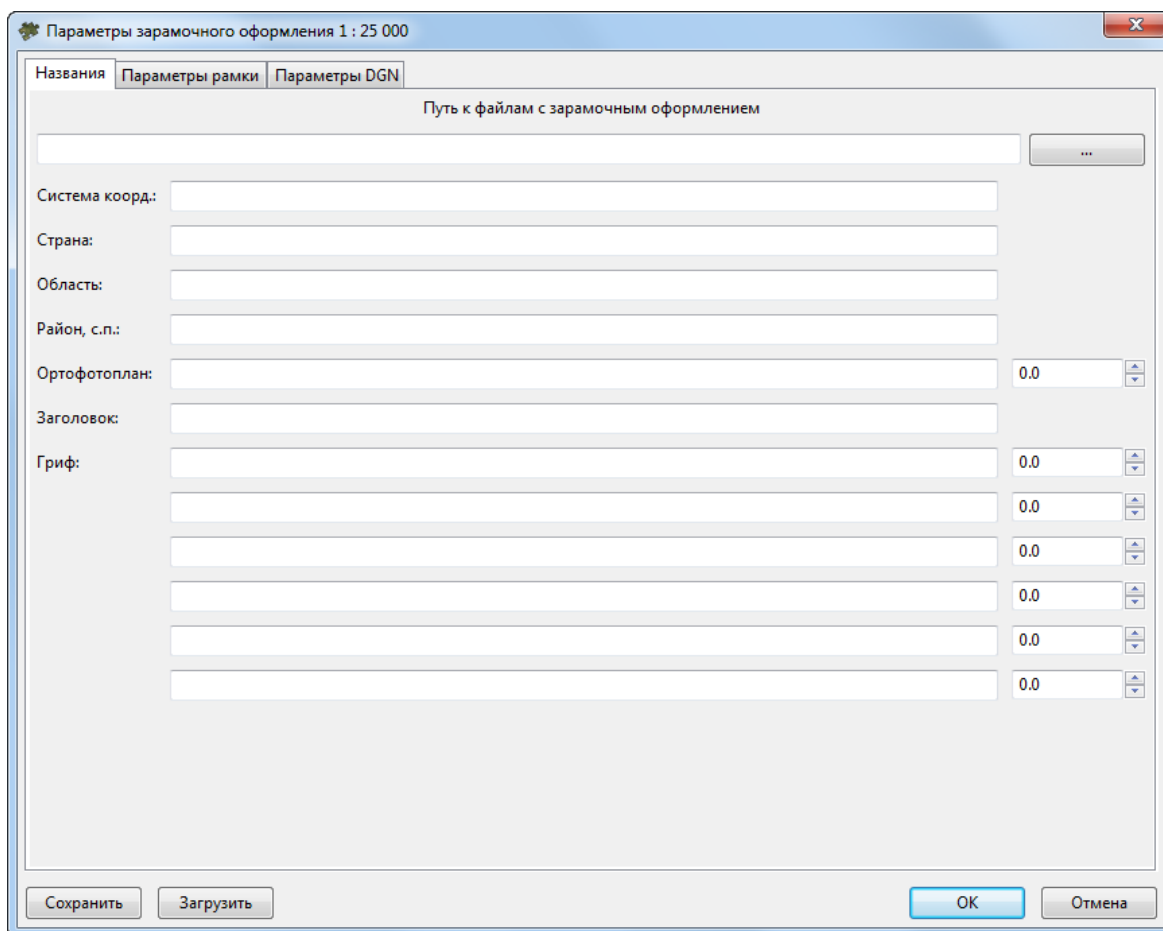 Параметры зарамочного оформления 1 : 25 000
Названия Параметры рамки Параметры DGN
Путь к файлам с зарамочным оформлением
...
Система коорд.:
Страна:
Область:
Район, с.п.:
Ортофотоплан: 0.0
Заголовок:
Гриф: 0.0
0.0
0.0
0.0
0.0
0.0
Сохранить Загрузить OK Отмена